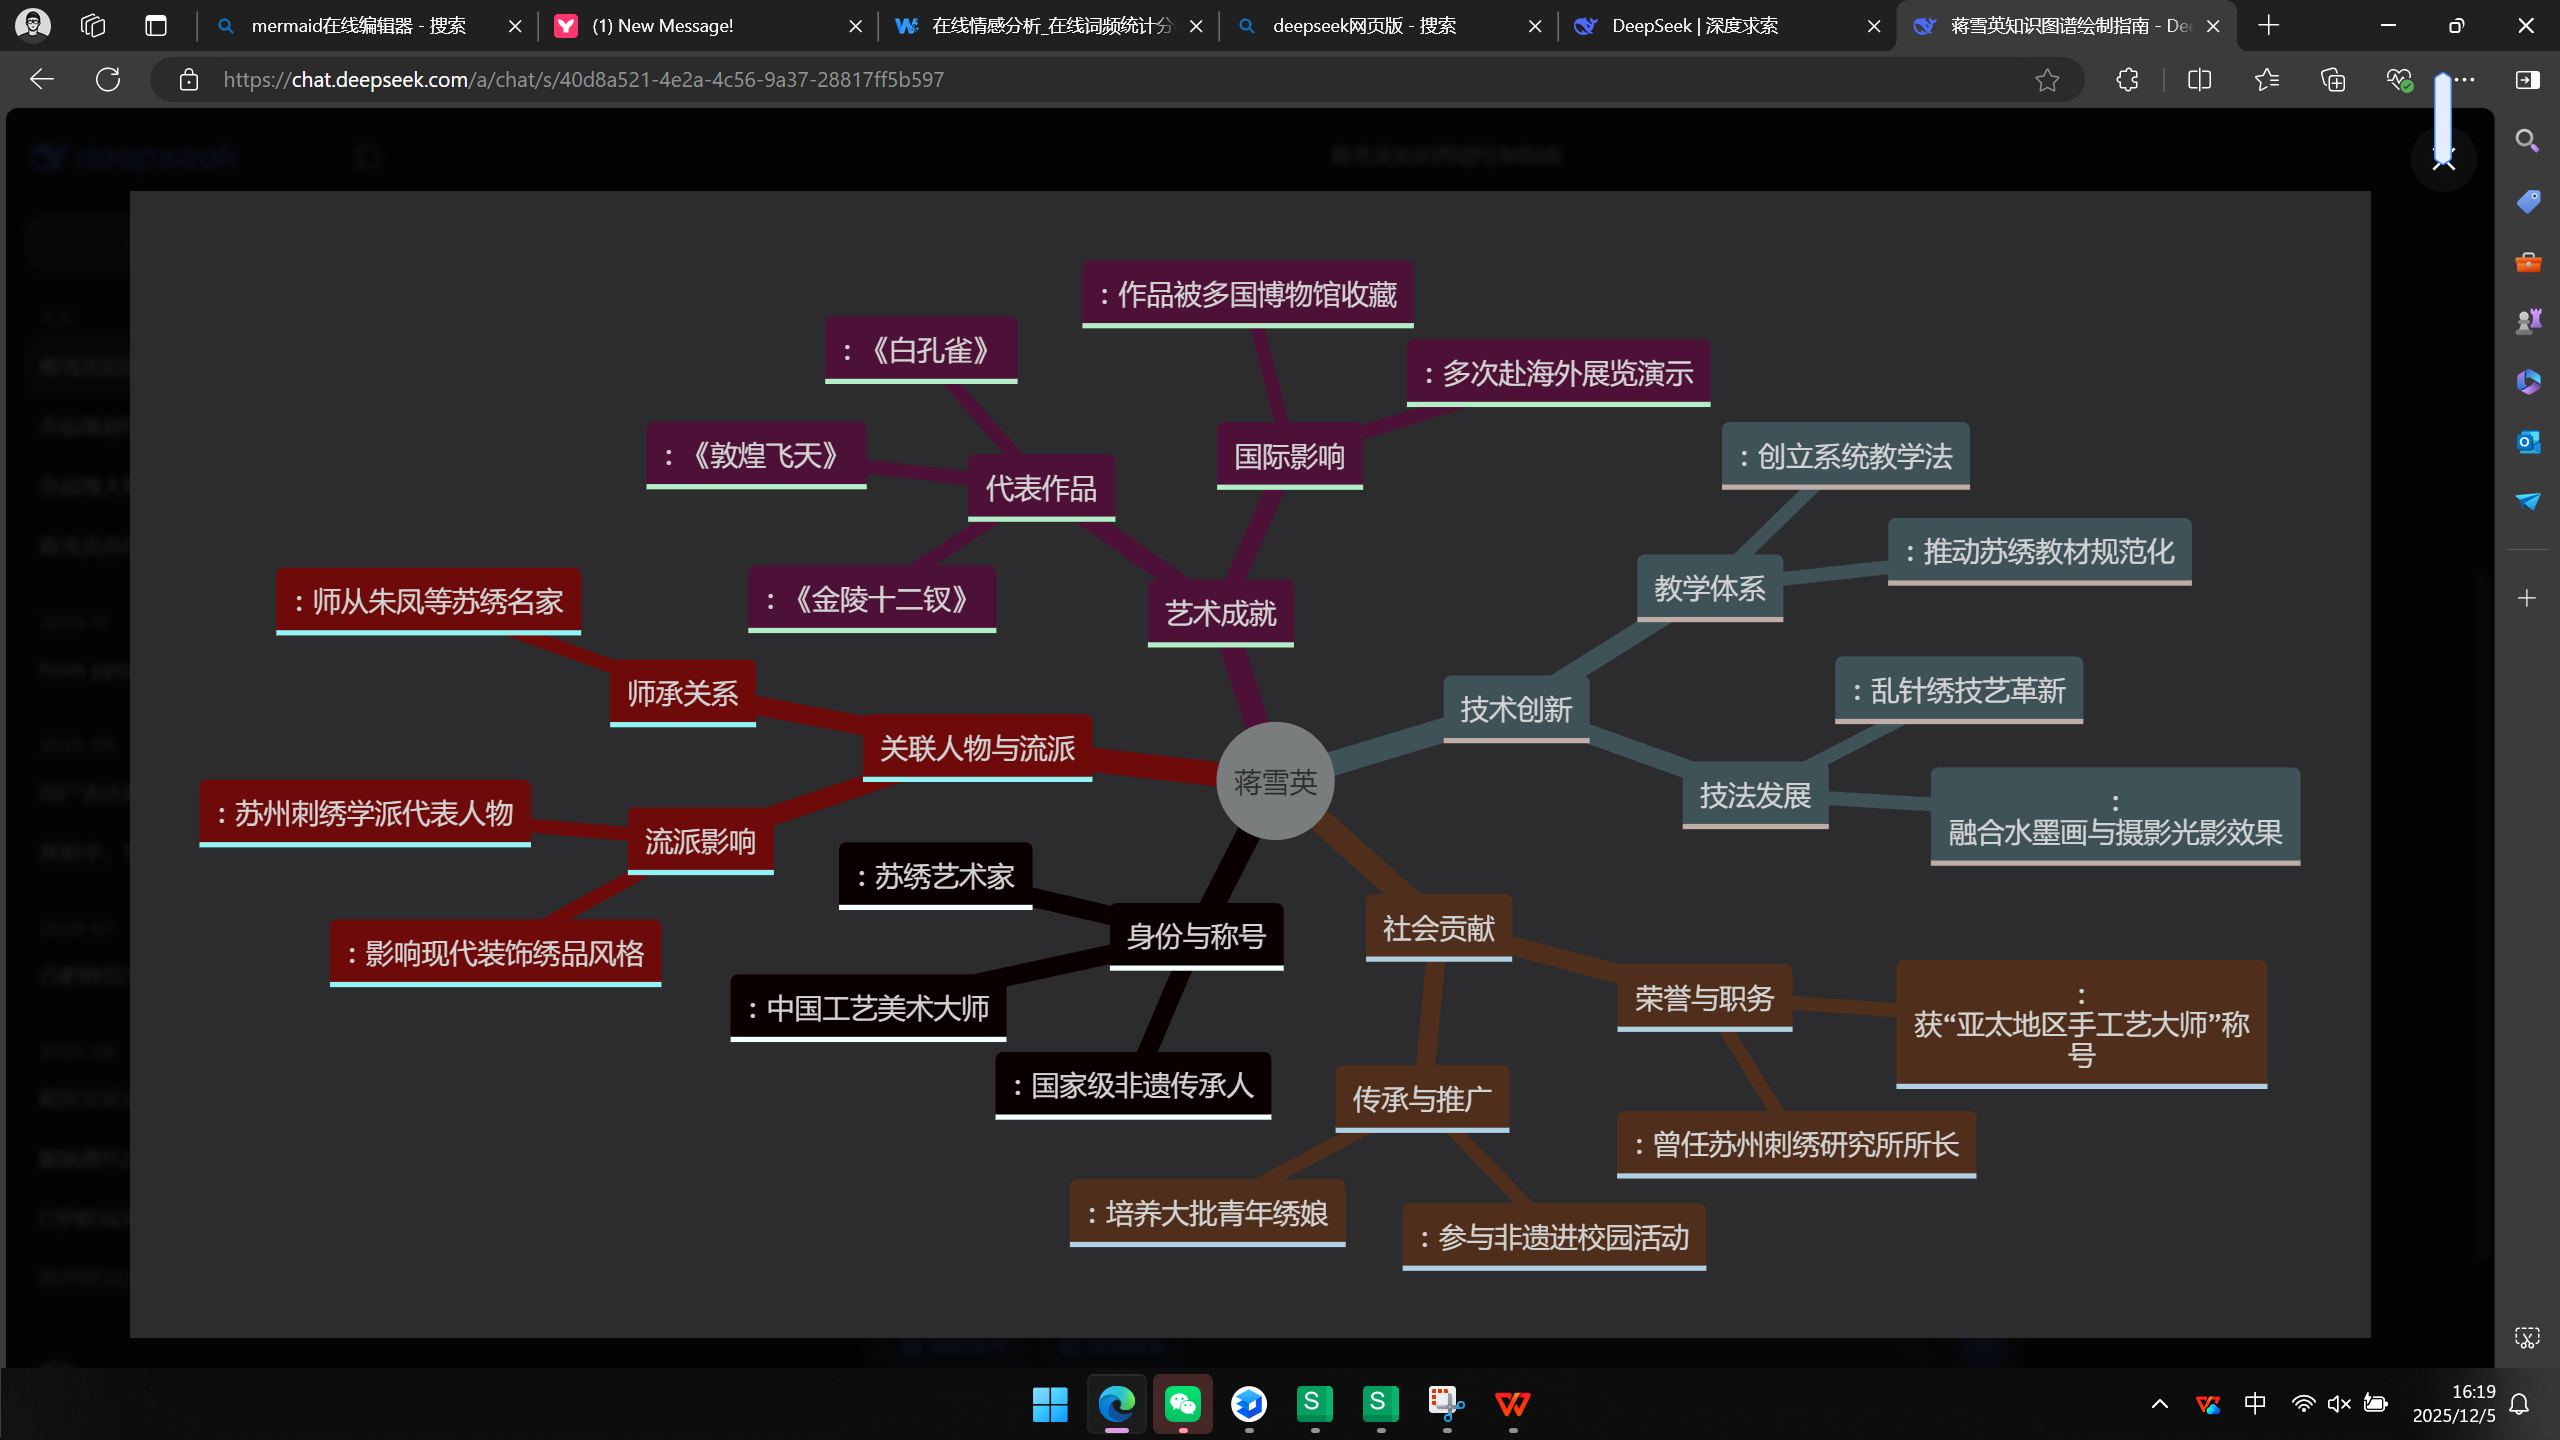 mermaid在线编辑器 - 搜索
(1) New Message!
在线情感分析_在线词频统计分
deepseek网页版 - 搜索
DeepSeek | 深度求索
蒋雪英知识图谱绘制指南 - Dee
https://chat.deepseek.com/a/chat/s/40d8a521-4e2a-4c56-9a37-28817ff5b597
deepseek
：作品被多国博物馆收藏
：《白孔雀》
：多次赴海外展览演示
：《敦煌飞天》
国际影响
：创立系统教学法
代表作品
：推动苏绣教材规范化
教学体系
：师从朱凤等苏绣名家
：《金陵十二钗》
艺术成就
师承关系
：乱针绣技艺革新
技术创新
关联人物与流派
蒋雪英
技法发展
：
融合水墨画与摄影光影效果
：苏州刺绣学派代表人物
流派影响
：苏绣艺术家
社会贡献
身份与称号
：影响现代装饰绣品风格
：中国工艺美术大师
荣誉与职务
：
获“亚太地区手工艺大师”称
号
：国家级非遗传承人
传承与推广
：曾任苏州刺绣研究所所长
：培养大批青年绣娘
：参与非遗进校园活动
中
16:19
2025/12/5